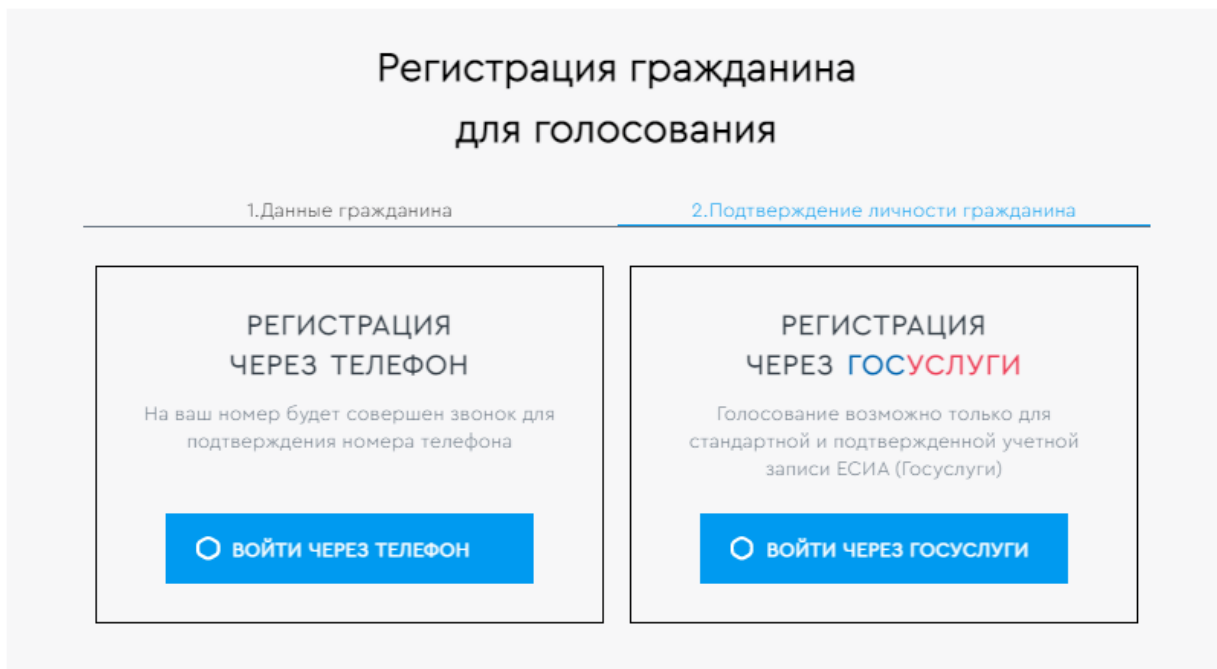 Регистрация гражданина
для голосования
1.Данные гражданина
2.Подтверждение личности гражданина
РЕГИСТРАЦИЯ
ЧЕРЕЗ ТЕЛЕФОН
На ваш номер будет совершен звонок для
подтверждения номера телефона
ВОЙТИ ЧЕРЕЗ ТЕЛЕФОН
РЕГИСТРАЦИЯ
ЧЕРЕЗ ГОСУСЛУГИ
Голосование возможно только для
стандартной и подтвержденной учетной
записи ЕСИА (Госуслуги)
ВОЙТИ ЧЕРЕЗ ГОСУСЛУГИ